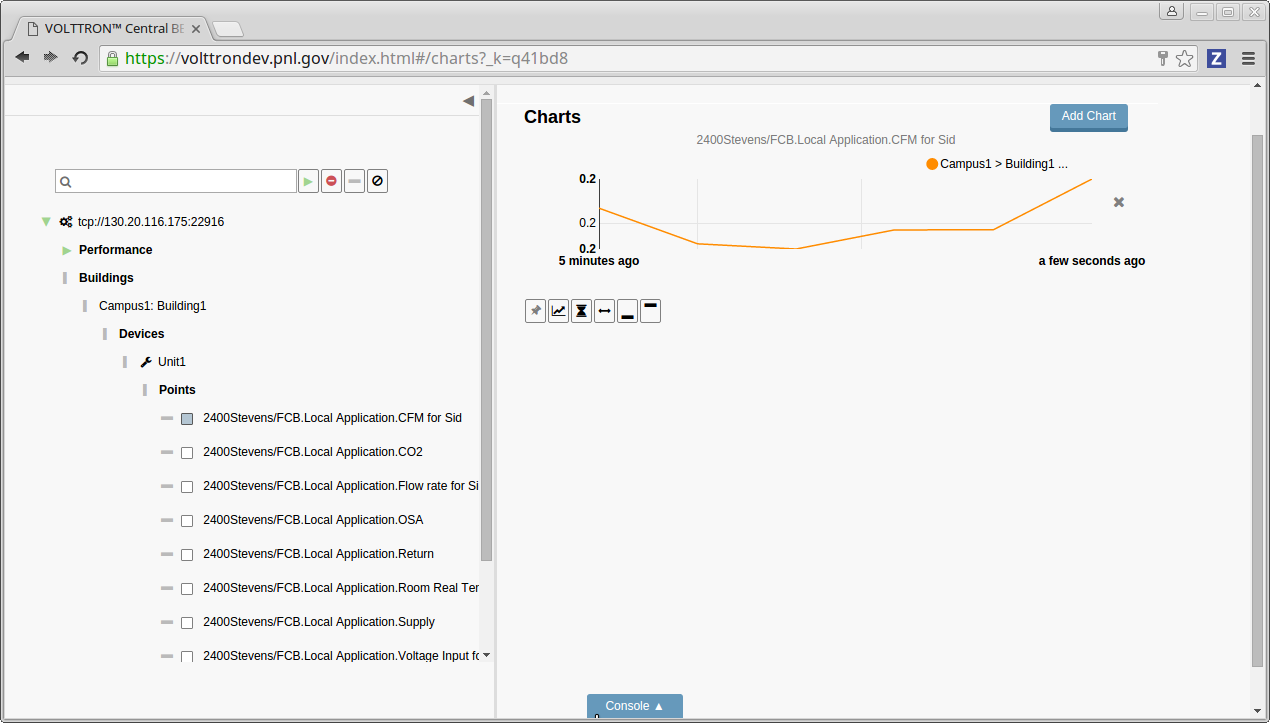 VOLTTRON™ Central BE
https://volttrondev.pnl.gov/index.html#/charts?_k=q41bd8
Z
Charts
Add Chart
2400Stevens/FCB.Local Application.CFM for Sid
Campus1 > Building1 ...
0.2
0.2
0.2
5 minutes ago
a few seconds ago
tcp://130.20.116.175:22916
Performance
Buildings
Campus1: Building1
Devices
Unit1
Points
2400Stevens/FCB.Local Application.CFM for Sid
2400Stevens/FCB.Local Application.CO2
2400Stevens/FCB.Local Application.Flow rate for Si
2400Stevens/FCB.Local Application.OSA
2400Stevens/FCB.Local Application.Return
2400Stevens/FCB.Local Application.Room Real Ter
2400Stevens/FCB.Local Application.Supply
2400Stevens/FCB.Local Application.Voltage Input fo
Console ▲